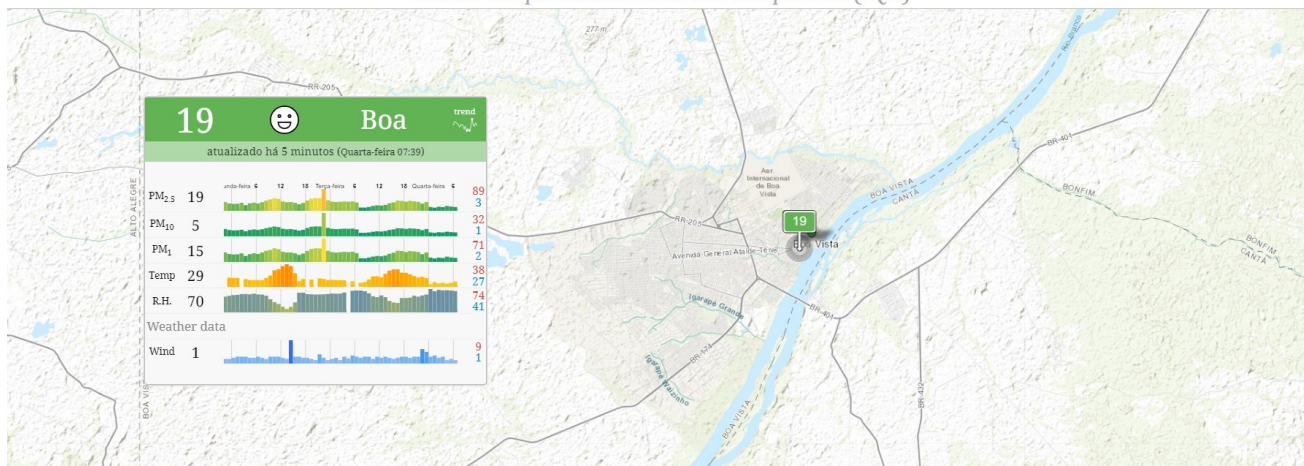 277 m
RR-205
19
Boa
trend
atualizado há 5 minutos (Quarta-feira 07:39)
unda-feira 6 12 18 Terça-feira 6 12 18 Quarta-feira 6
PM2.5 19 89 3
PM10 5 32 1
PM1 15 71 2
Temp 29 38 27
R.H. 70 74 41
Weather data
Wind 1 9 1
ALTO ALEGRE
BOA VIS
Aer.
Internacional
de Boa
Vista
RR-205
19
Boa Vista
Avenida General Ataíde Teive
Igarapé Grande
BR-174
BR-401
BOA VISTA
CANTÁ
BOA VISTA
BR-401
BONFIM
BONFIM
CANTÁ
BR-432